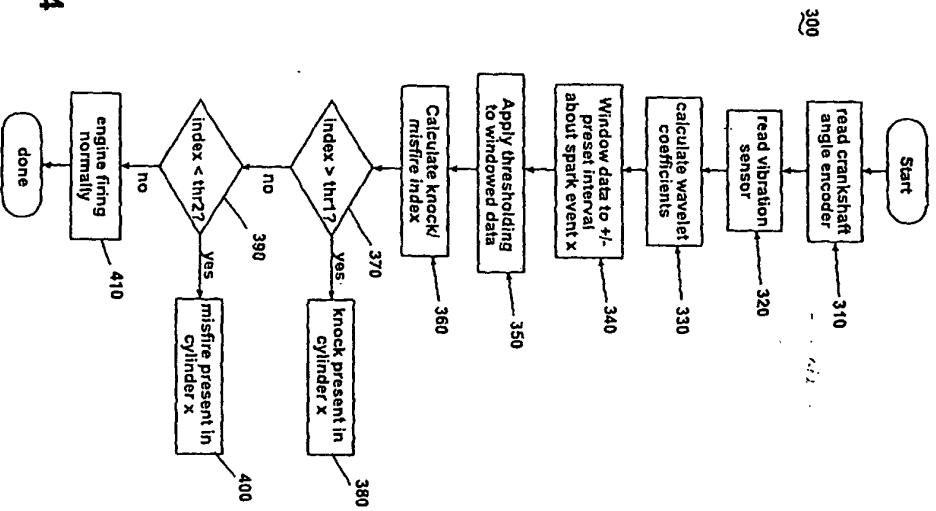 300
Start
read crankshaft
angle encoder
310
read vibration
sensor
320
calculate wavelet
coefficients
330
Window data to +/-
preset interval
about spark event x
340
Apply thresholding
to windowed data
350
Calculate knock/
misfire index
360
index > thr1?
370
yes
knock present in
cylinder x
380
no
index < thr2?
390
yes
misfire present in
cylinder x
400
no
engine firing
normally
410
done
4